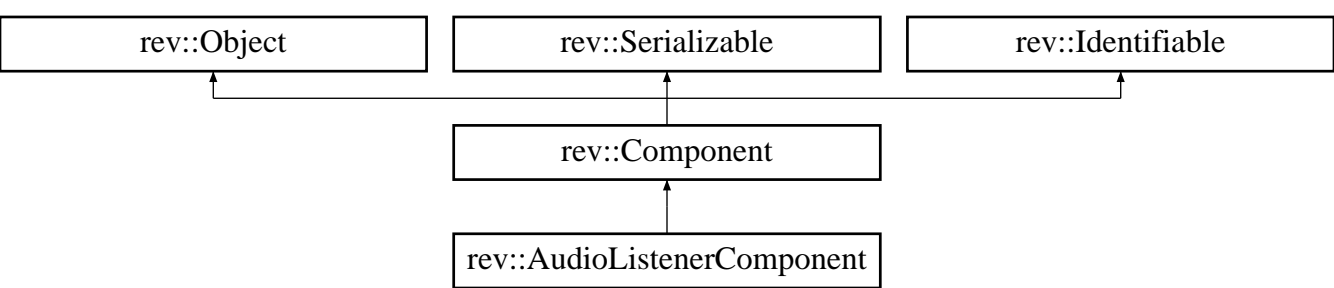 rev::Object
rev::Serializable
rev::Identifiable
rev::Component
rev::AudioListenerComponent